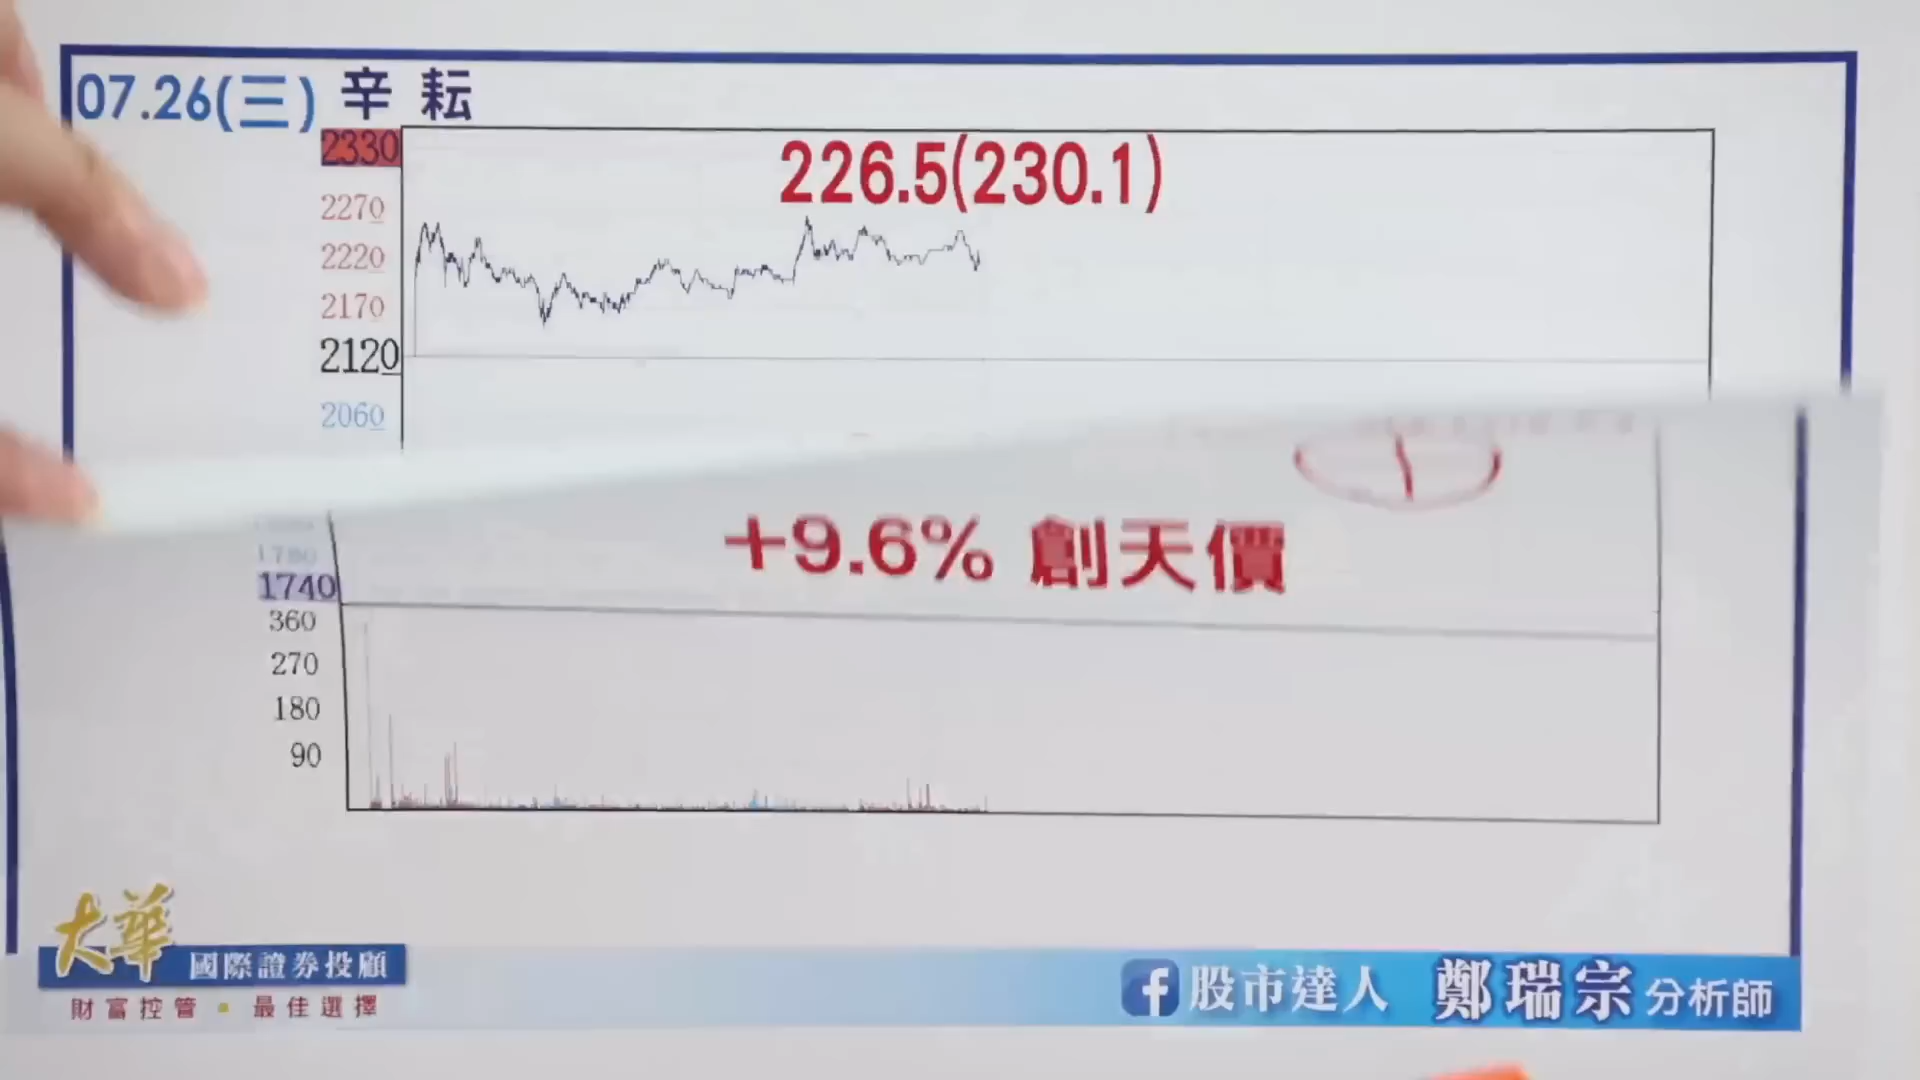 07.26(三) 辛耘
2330
226.5(230.1)
2270
2220
2170
2120
2060
+9.6% 創天價
1780
1740
360
270
180
90
大華
國際證券投顧
財富控管 · 最佳選擇
f 股市達人 鄭瑞宗 分析師